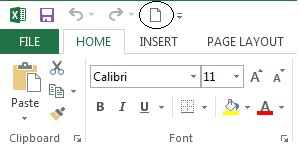 FILE HOME INSERT PAGE LAYOUT
Calibri 11 A A
Paste B I U A
Clipboard Font